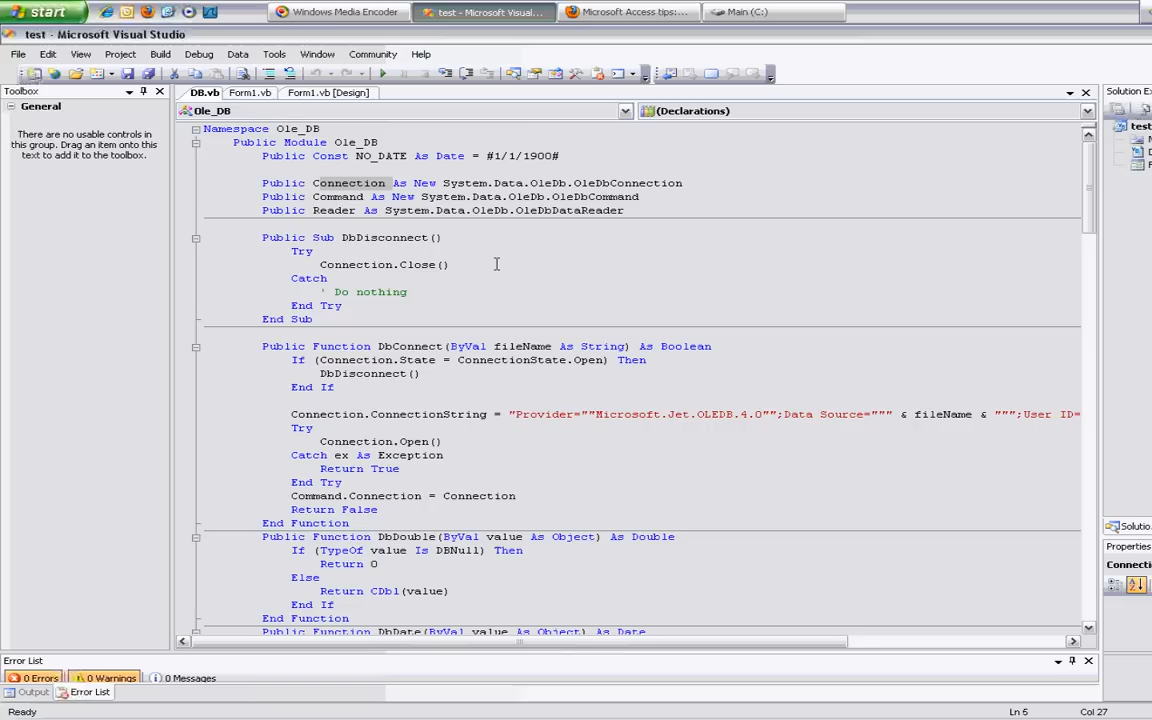 start
Windows Media Encoder
test - Microsoft Visual...
Microsoft Access tips:...
Main (C:)
test - Microsoft Visual Studio
File Edit View Project Build Debug Data Tools Window Community Help
Toolbox
General
There are no usable controls in
this group. Drag an item onto this
text to add it to the toolbox.
DB.vb Form1.vb Form1.vb [Design]
Ole_DB
(Declarations)
Namespace Ole_DB
Public Module Ole_DB
Public Const NO_DATE As Date = #1/1/1900#
Public Connection As New System.Data.OleDb.OleDbConnection
Public Command As New System.Data.OleDb.OleDbCommand
Public Reader As System.Data.OleDb.OleDbDataReader
Public Sub DbDisconnect()
Try
Connection.Close()
Catch
' Do nothing
End Try
End Sub
Public Function DbConnect(ByVal fileName As String) As Boolean
If (Connection.State = ConnectionState.Open) Then
DbDisconnect()
End If
Connection.ConnectionString = "Provider=""Microsoft.Jet.OLEDB.4.0"";Data Source=""" & fileName & """;User ID=
Try
Connection.Open()
Catch ex As Exception
Return True
End Try
Command.Connection = Connection
Return False
End Function
Public Function DbDouble(ByVal value As Object) As Double
If (TypeOf value Is DBNull) Then
Return 0
Else
Return CDbl(value)
End If
End Function
Public Function DbDate(ByVal value As Object) As Date
Solution Ex
test
Solutio
Properties
Connectic
Error List
0 Errors 0 Warnings 0 Messages
Output Error List
Ready Ln 5 Col 27